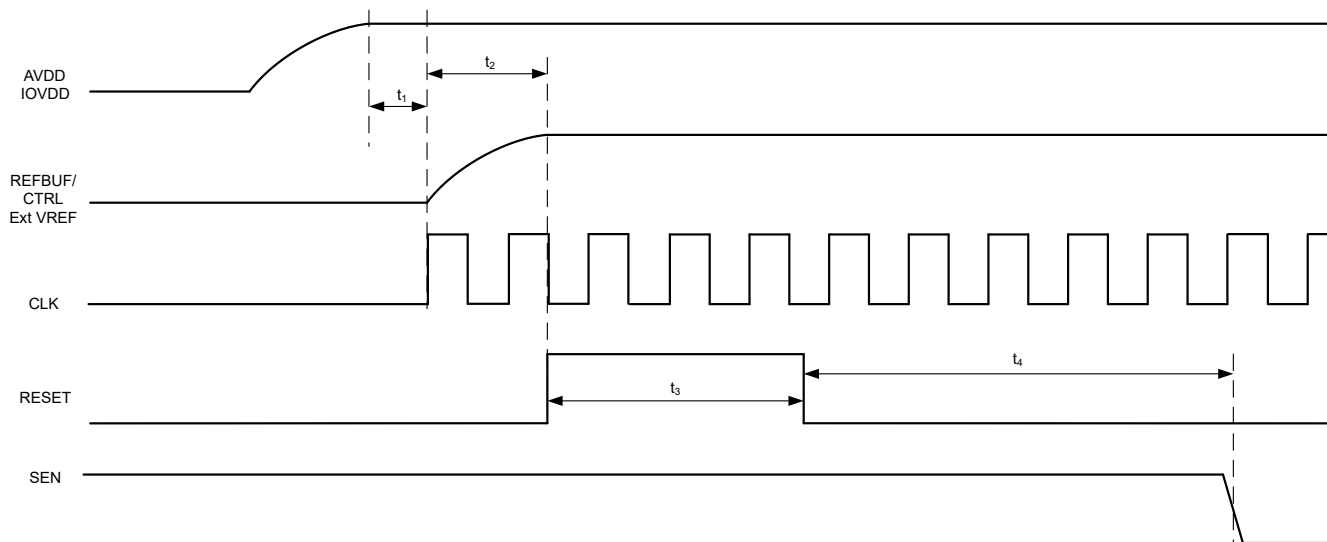 t₂
AVDD
IOVDD
t₁
REFBUF/
CTRL
Ext VREF
CLK
t₄
RESET
t₃
SEN